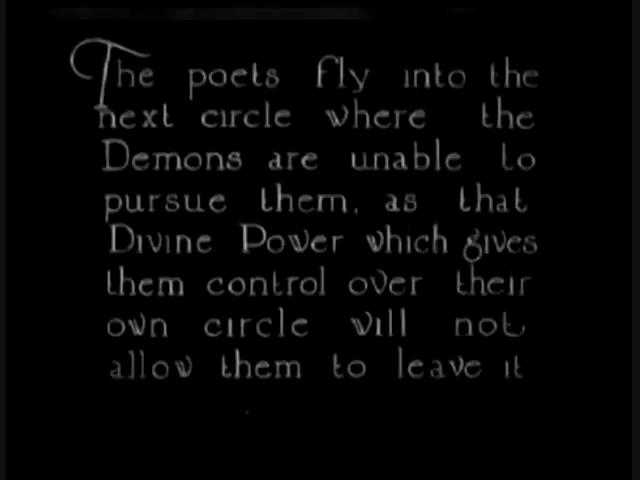 The poets fly into the
next circle where the
Demons are unable to
pursue them, as that
Divine Power which gives
them control over their
own circle will not
allow them to leave it